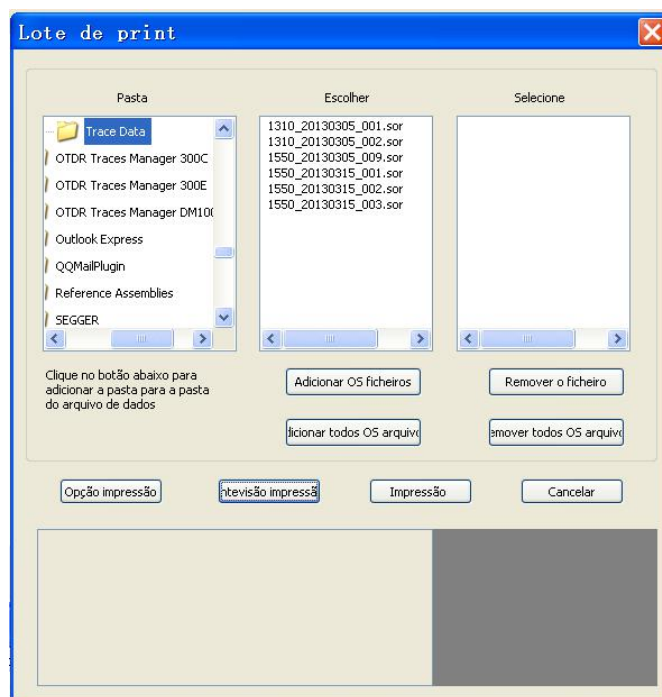 Lote de print
Pasta
Escolher
Selecione
Trace Data
OTDR Traces Manager 300C
OTDR Traces Manager 300E
OTDR Traces Manager DM100
Outlook Express
QQMailPlugin
Reference Assemblies
SEGGER
1310_20130305_001.sor
1310_20130305_002.sor
1550_20130305_009.sor
1550_20130315_001.sor
1550_20130315_002.sor
1550_20130315_003.sor
Clique no botão abaixo para
adicionar a pasta para a pasta
do arquivo de dados
Adicionar OS ficheiros
Remover o ficheiro
dicionar todos OS arquivo
emover todos OS arquivo
Opção impressão
ntevisão impressã
Impressão
Cancelar